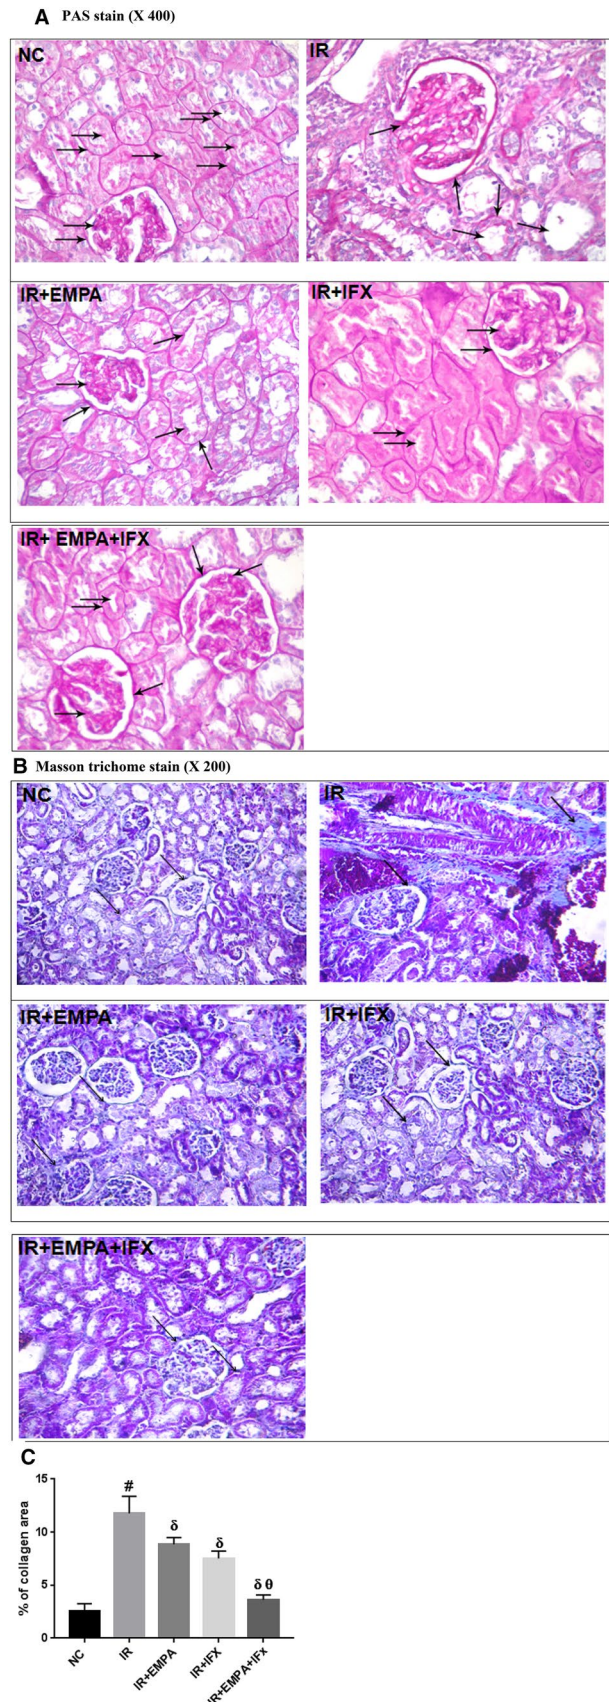 A PAS stain (X 400)
NC
IR
IR+EMPA
IR+IFX
IR+ EMPA+IFX
B Masson trichome stain (X 200)
NC
IR
IR+EMPA
IR+IFX
IR+EMPA+IFX
C
% of collagen area
15
10
5
0
#
δ
δ
δ θ
NC
IR
IR+EMPA
IR+IFX
IR+EMPA+IFx